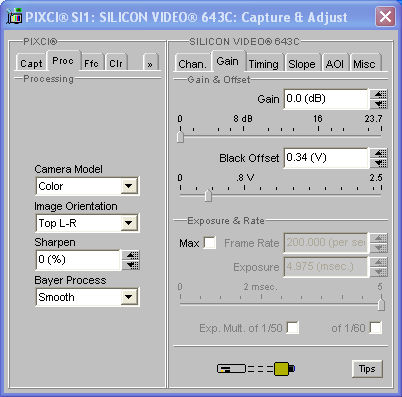 PIXCI® SI1: SILICON VIDEO® 643C: Capture & Adjust
PIXCI®
Capt Proc Ffc Clr »
Processing
Camera Model
Color
Image Orientation
Top L-R
Sharpen
0 (%)
Bayer Process
Smooth
SILICON VIDEO® 643C
Chan. Gain Timing Slope AOI Misc
Gain & Offset
Gain 0.0 (dB)
0 8 dB 16 23.7
Black Offset 0.34 (V)
0 .8 V 2.5
Exposure & Rate
Max Frame Rate 200.000 (per se
Exposure 4.975 (msec.)
0 2 msec. 5
Exp. Mult. of 1/50 of 1/60
Tips